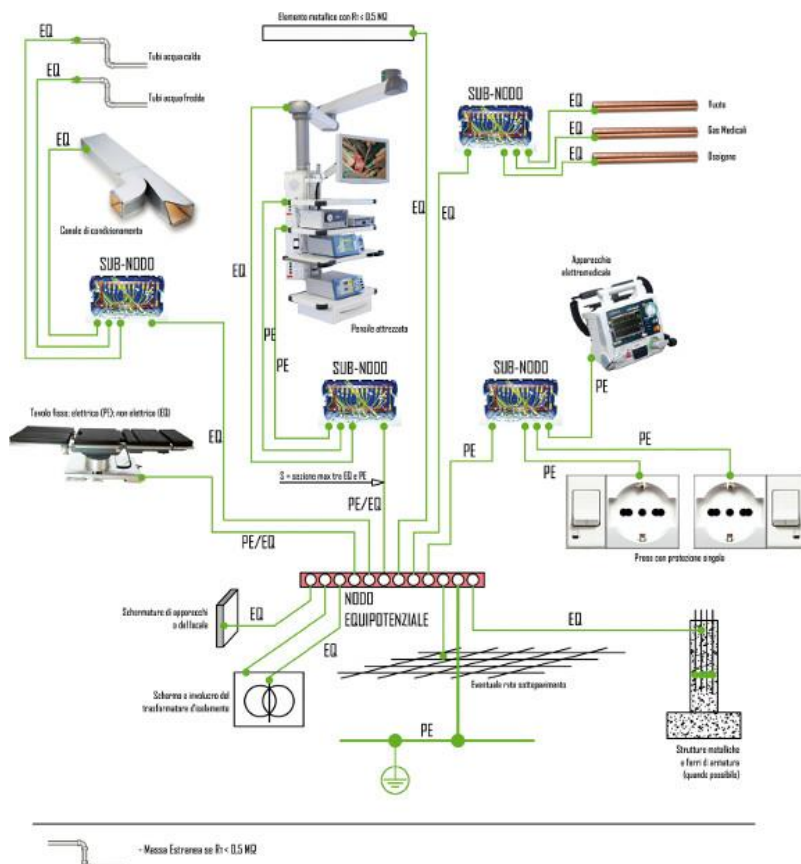 Elemento metallico con Rt ≤ 0.5 MΩ
EQ
Tubi acqua calda
EQ
Tubi acqua fredda
EQ
Canale di condizionamento
SUB-NODO
EQ
EQ
EQ
Vuoto
Gas Medicali
Ossigeno
EQ
EQ
EQ
PE
PE
Pensile attrezzato
SUB-NODO
SUB-NODO
Apparecchio
elettromedicale
PE
SUB-NODO
Tavolo fisso: elettrico (PE); non elettrico (EQ)
EQ
S = sezione max tra EQ e PE
PE/EQ
PE/EQ
PE
PE
PE
Prese con protezione singola
NODO
EQUIPOTENZIALE
Schermature di apparecchi
o del locale
EQ
EQ
EQ
Schermo o involucro del
trasformatore d'isolamento
Eventuale rete sottopavimento
PE
Strutture metalliche
e ferri di armatura
(quando possibile)
- Massa Estranea se Rt < 0.5 MΩ